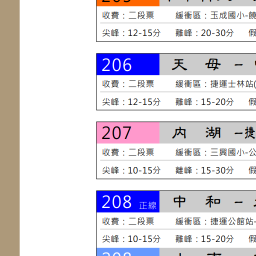 收費：二段票 緩衝區：玉成國小-饒
尖峰：12-15分 離峰：20-30分 假
206 天 母 -
收費：二段票 緩衝區：捷運士林站(
尖峰：12-15分 離峰：15-20分 假
207 內 湖 -捷
收費：二段票 緩衝區：三興國小-公
尖峰：10-15分 離峰：15-30分 假
208 正線 中 和 -
收費：二段票 緩衝區：捷運公館站-
尖峰：10-15分 離峰：15-20分 假